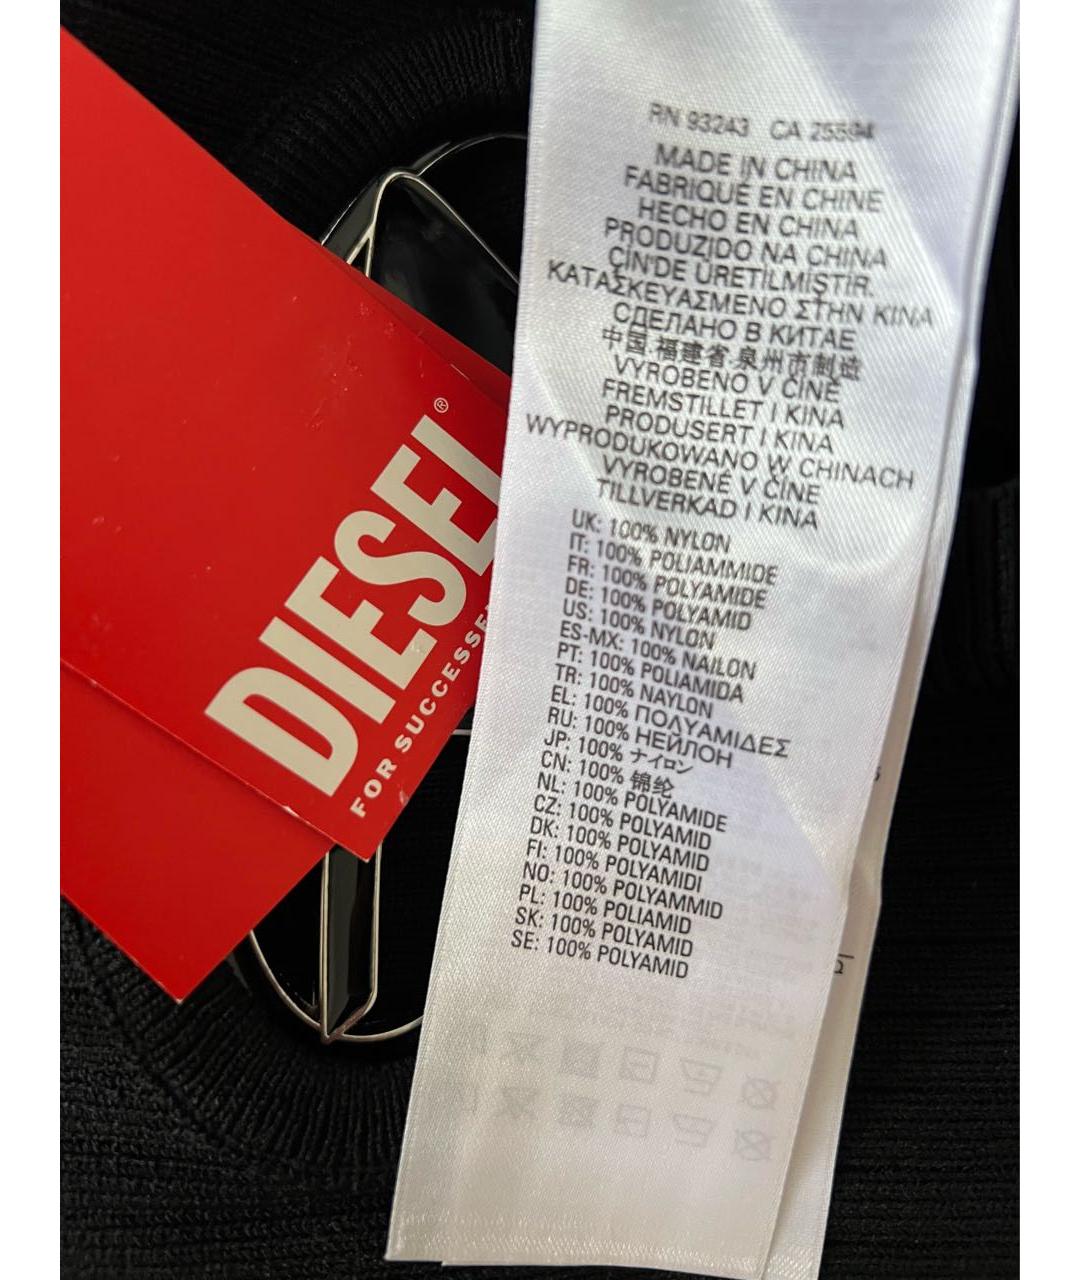 RN 93243 CA 25594
MADE IN CHINA
FABRIQUÉ EN CHINE
HECHO EN CHINA
PRODUZIDO NA CHINA
ÇİN'DE ÜRETİLMİŞTİR.
ΚΑΤΑΣΚΕΥΑΣΜΕΝΟ ΣΤΗΝ ΚΙΝΑ
СДЕЛАНО В КИТАЕ
中国.福建省.泉州市制造
VYROBENO V ČÍNĚ
FREMSTILLET I KINA
PRODUSERT I KINA
WYPRODUKOWANO W CHINACH
VYROBENÉ V ČÍNE
TILLVERKAD I KINA
UK: 100% NYLON
IT: 100% POLIAMMIDE
FR: 100% POLYAMIDE
DE: 100% POLYAMID
US: 100% NYLON
ES-MX: 100% NAILON
PT: 100% POLIAMIDA
TR: 100% NAYLON
EL: 100% ΠΟΛΥΑΜΙΔΕΣ
RU: 100% НЕЙЛОН
JP: 100% ナイロン
CN: 100% 锦纶
NL: 100% POLYAMIDE
CZ: 100% POLYAMID
DK: 100% POLYAMID
FI: 100% POLYAMIDI
NO: 100% POLYAMMID
PL: 100% POLIAMID
SK: 100% POLYAMID
SE: 100% POLYAMID
DIESEL®
FOR SUCCESSF